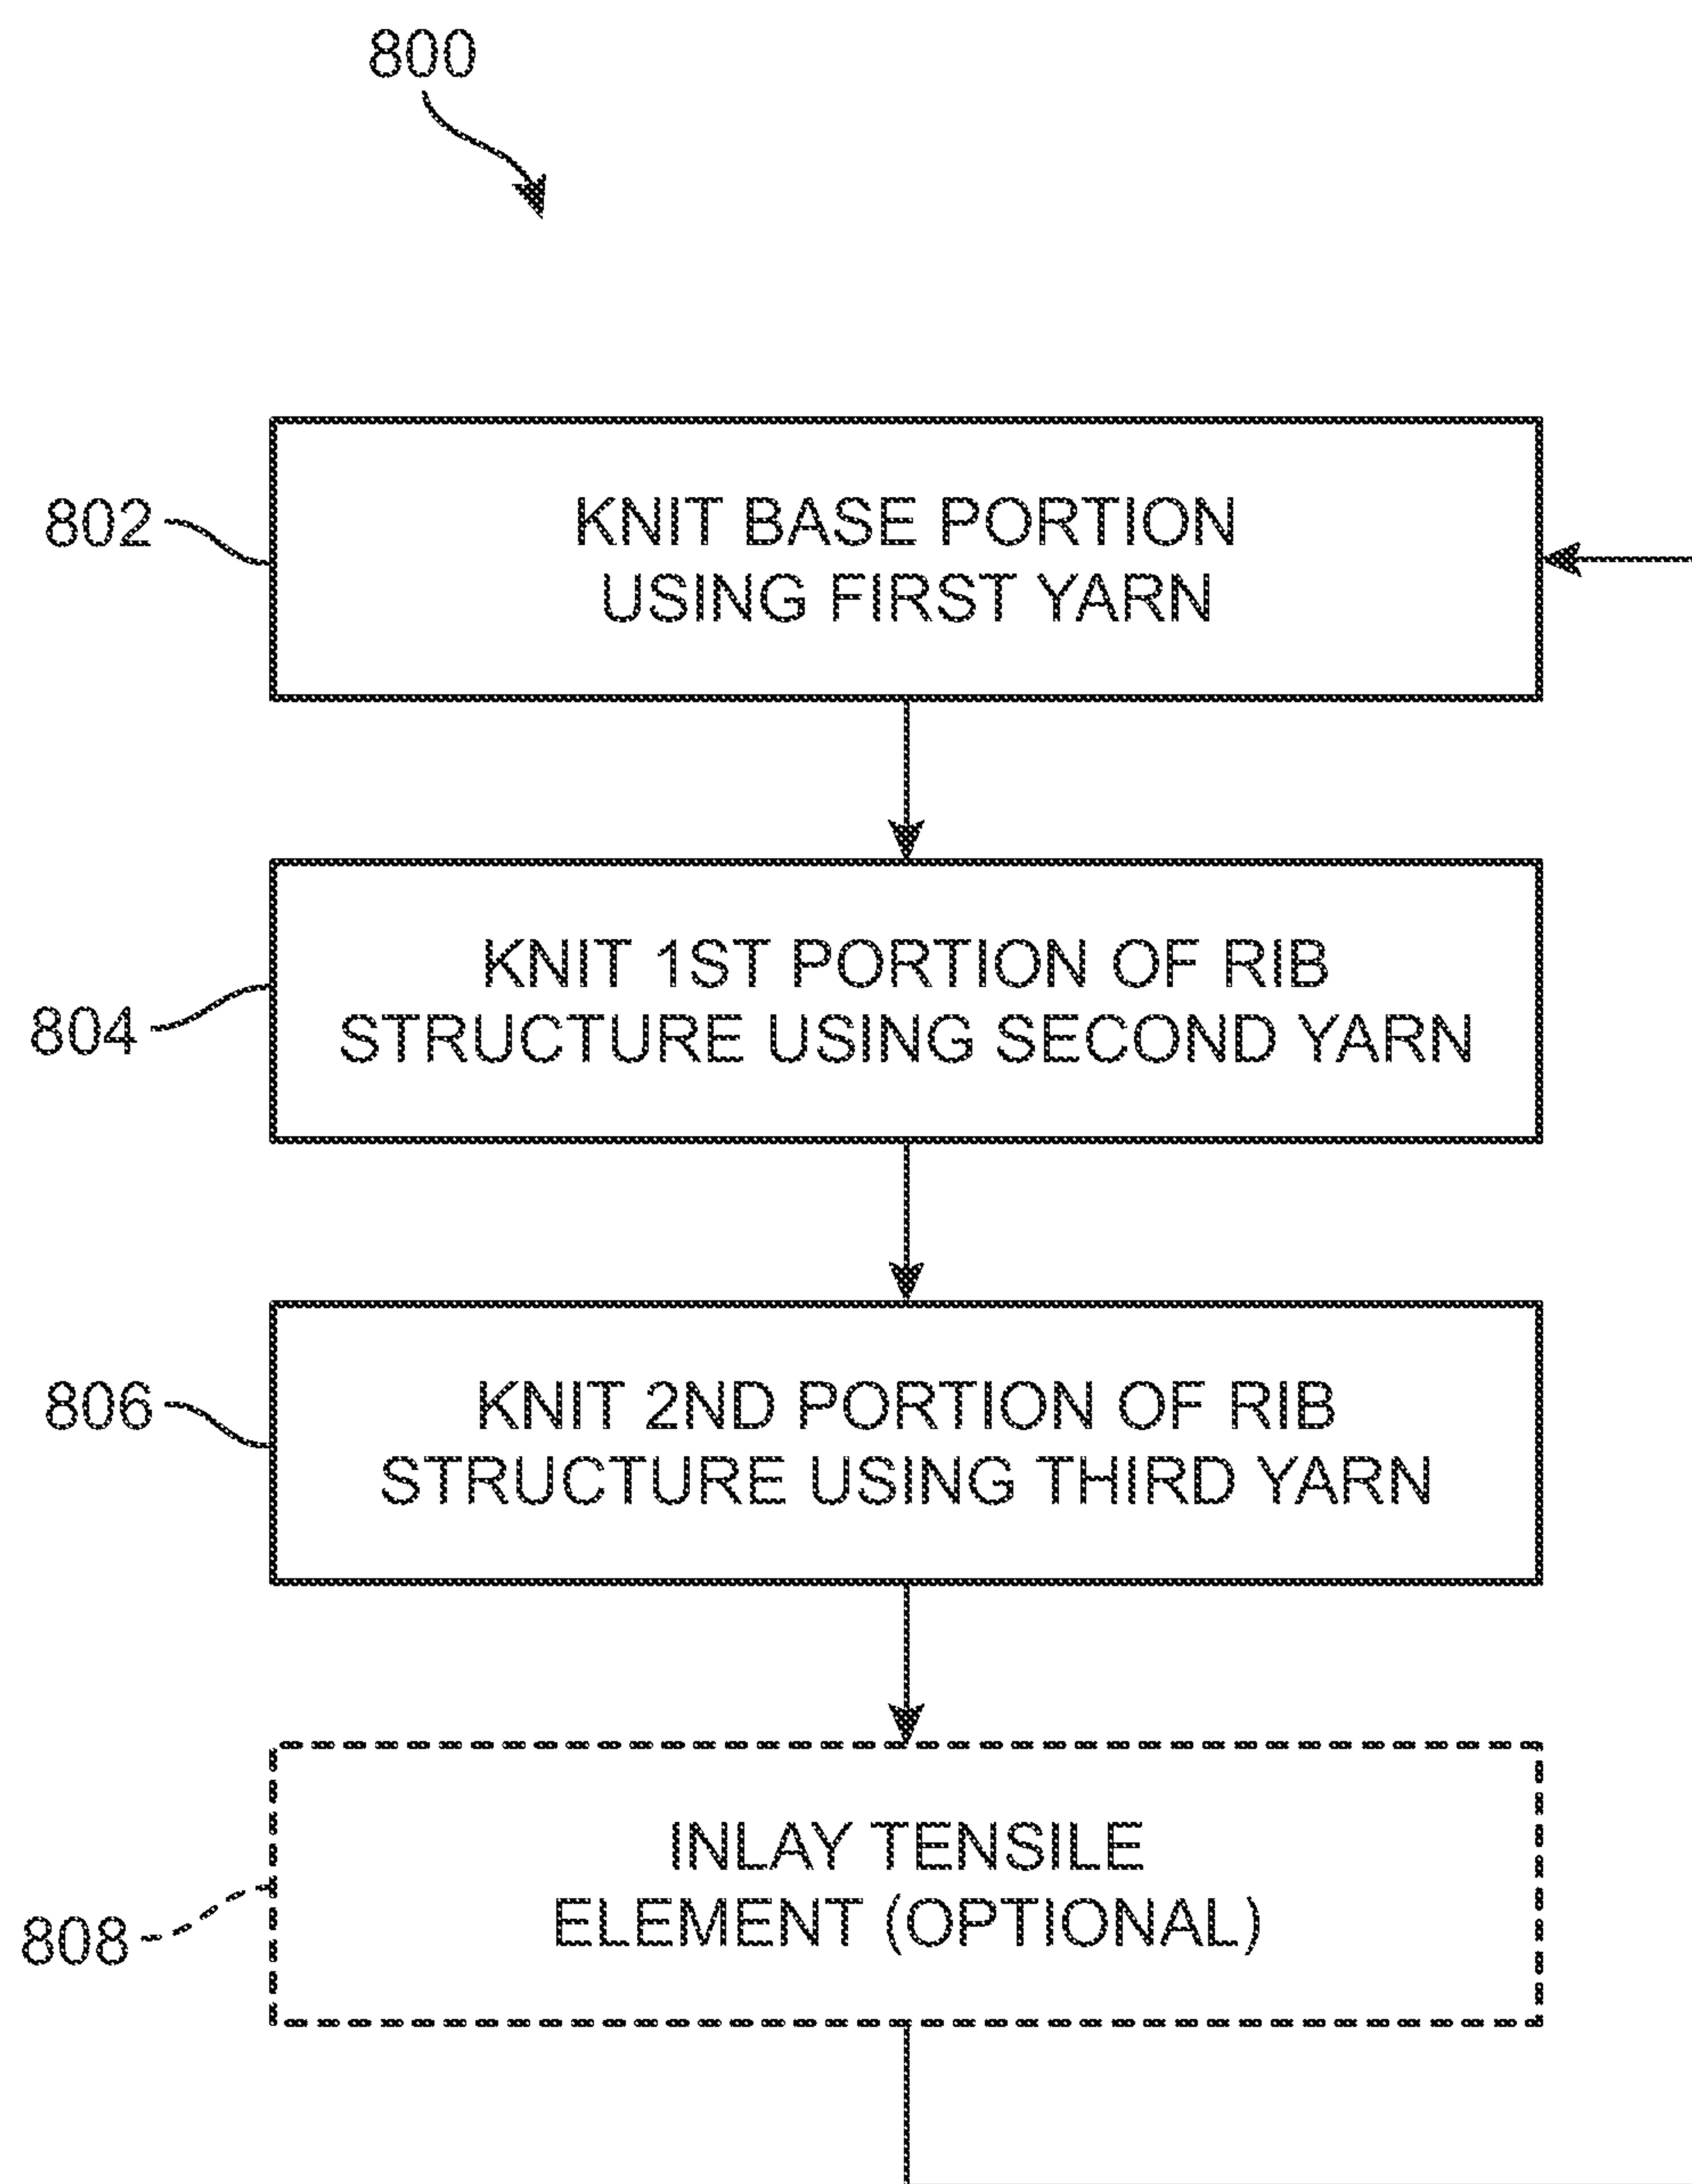 800
802
KNIT BASE PORTION
USING FIRST YARN
804
KNIT 1ST PORTION OF RIB
STRUCTURE USING SECOND YARN
806
KNIT 2ND PORTION OF RIB
STRUCTURE USING THIRD YARN
808
INLAY TENSILE
ELEMENT (OPTIONAL)